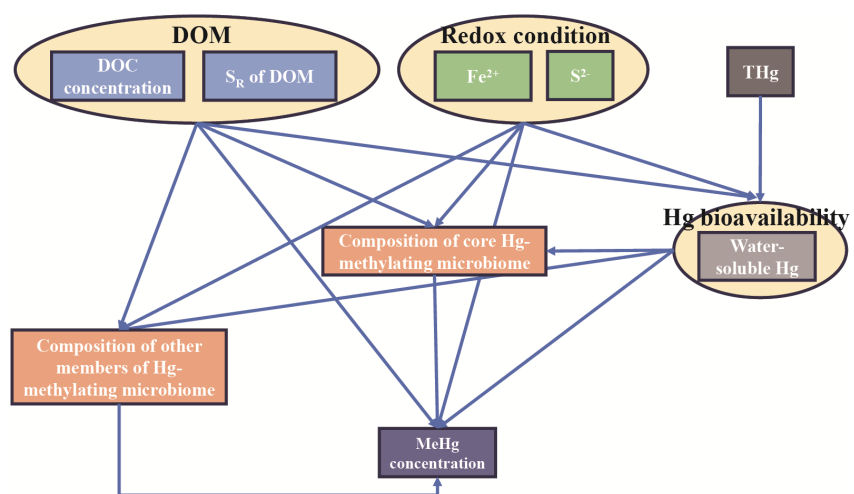 DOM
Redox condition
DOC
concentration
S_R of DOM
Fe²⁺
S²⁻
THg
Hg bioavailability
Water-
soluble Hg
Composition of core Hg-
methylating microbiome
Composition of other
members of Hg-
methylating microbiome
MeHg
concentration